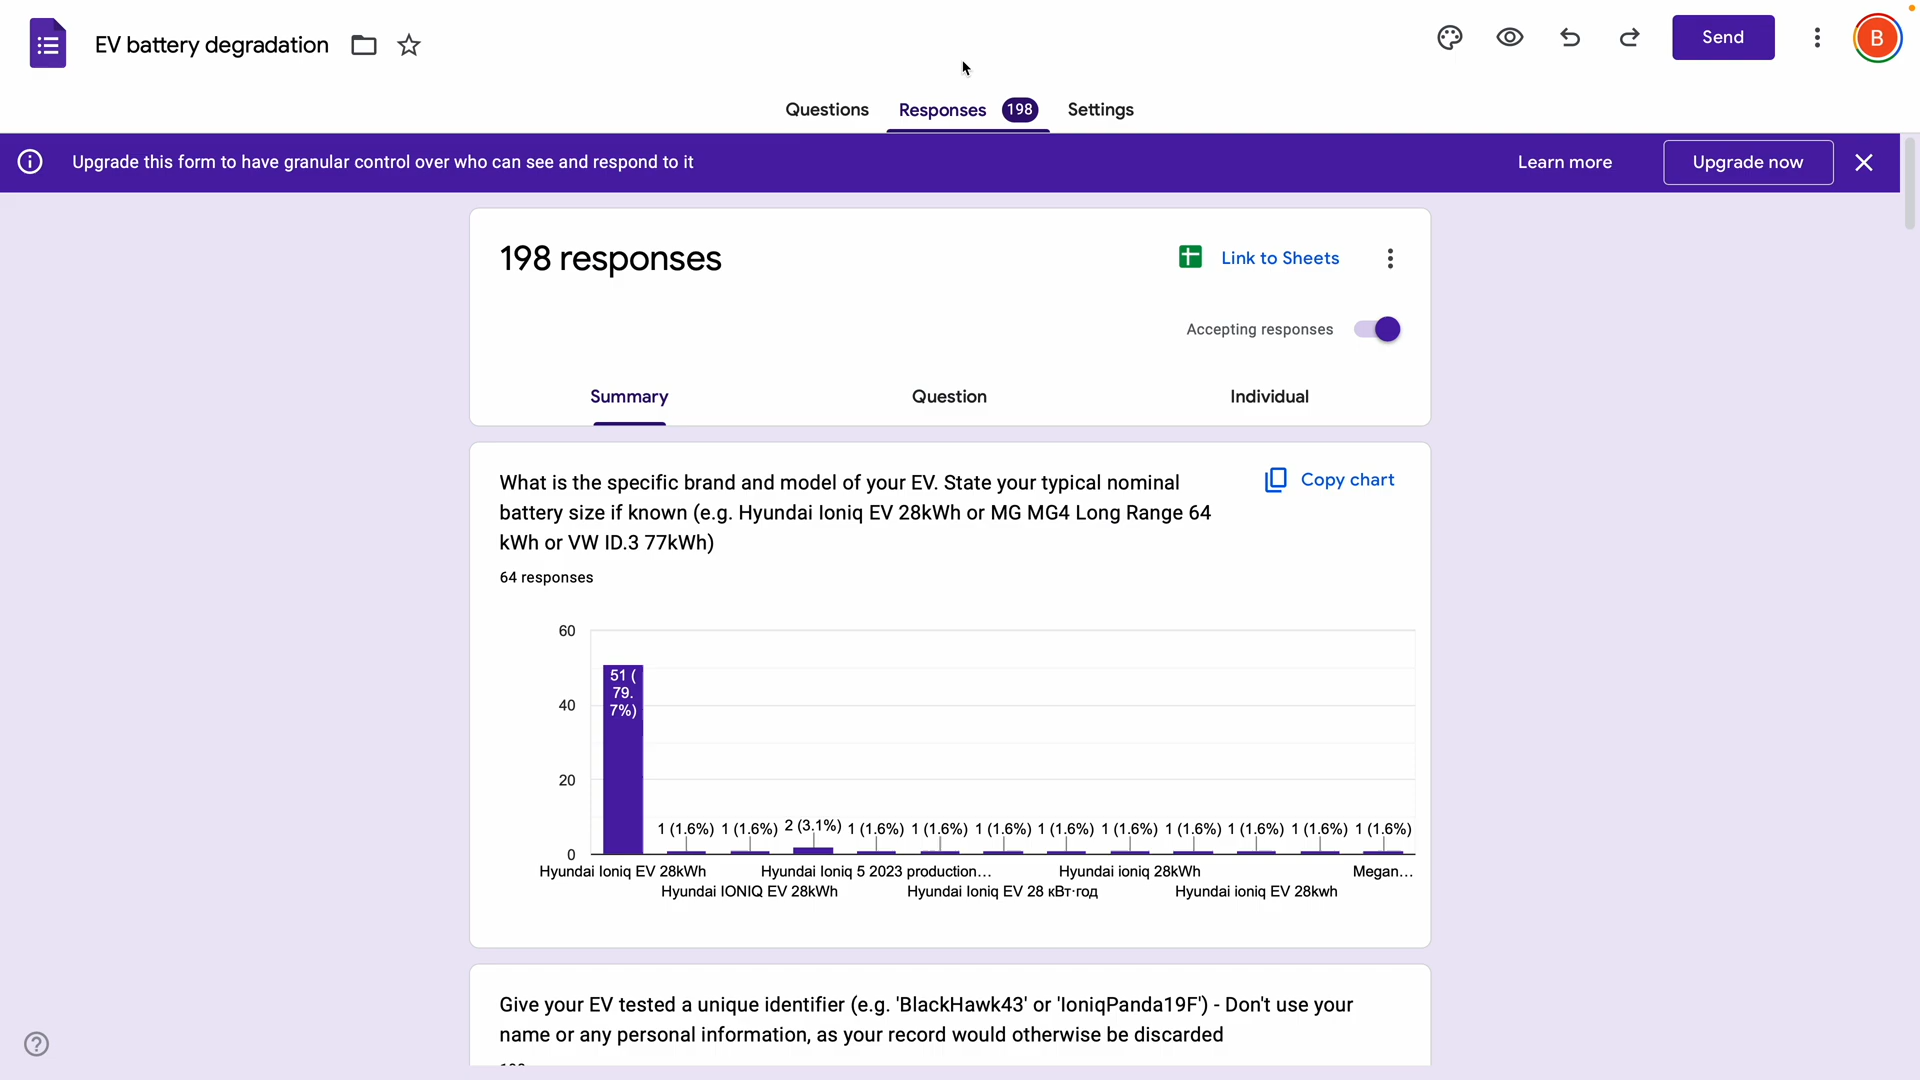 EV battery degradation
Send
B
Questions
Responses
198
Settings
Upgrade this form to have granular control over who can see and respond to it
Learn more
Upgrade now
198 responses
Link to Sheets
Accepting responses
Summary
Question
Individual
What is the specific brand and model of your EV. State your typical nominal
battery size if known (e.g. Hyundai Ioniq EV 28kWh or MG MG4 Long Range 64
kWh or VW ID.3 77kWh)
Copy chart
64 responses
60
40
20
0
51 (
79.
7%)
1 (1.6%)
1 (1.6%)
2 (3.1%)
1 (1.6%)
1 (1.6%)
1 (1.6%)
1 (1.6%)
1 (1.6%)
1 (1.6%)
1 (1.6%)
1 (1.6%)
1 (1.6%)
Hyundai Ioniq EV 28kWh
Hyundai IONIQ EV 28kWh
Hyundai Ioniq 5 2023 production...
Hyundai Ioniq EV 28 кВт·год
Hyundai ioniq 28kWh
Hyundai ioniq EV 28kwh
Megan...
Give your EV tested a unique identifier (e.g. 'BlackHawk43' or 'IoniqPanda19F') - Don't use your
name or any personal information, as your record would otherwise be discarded